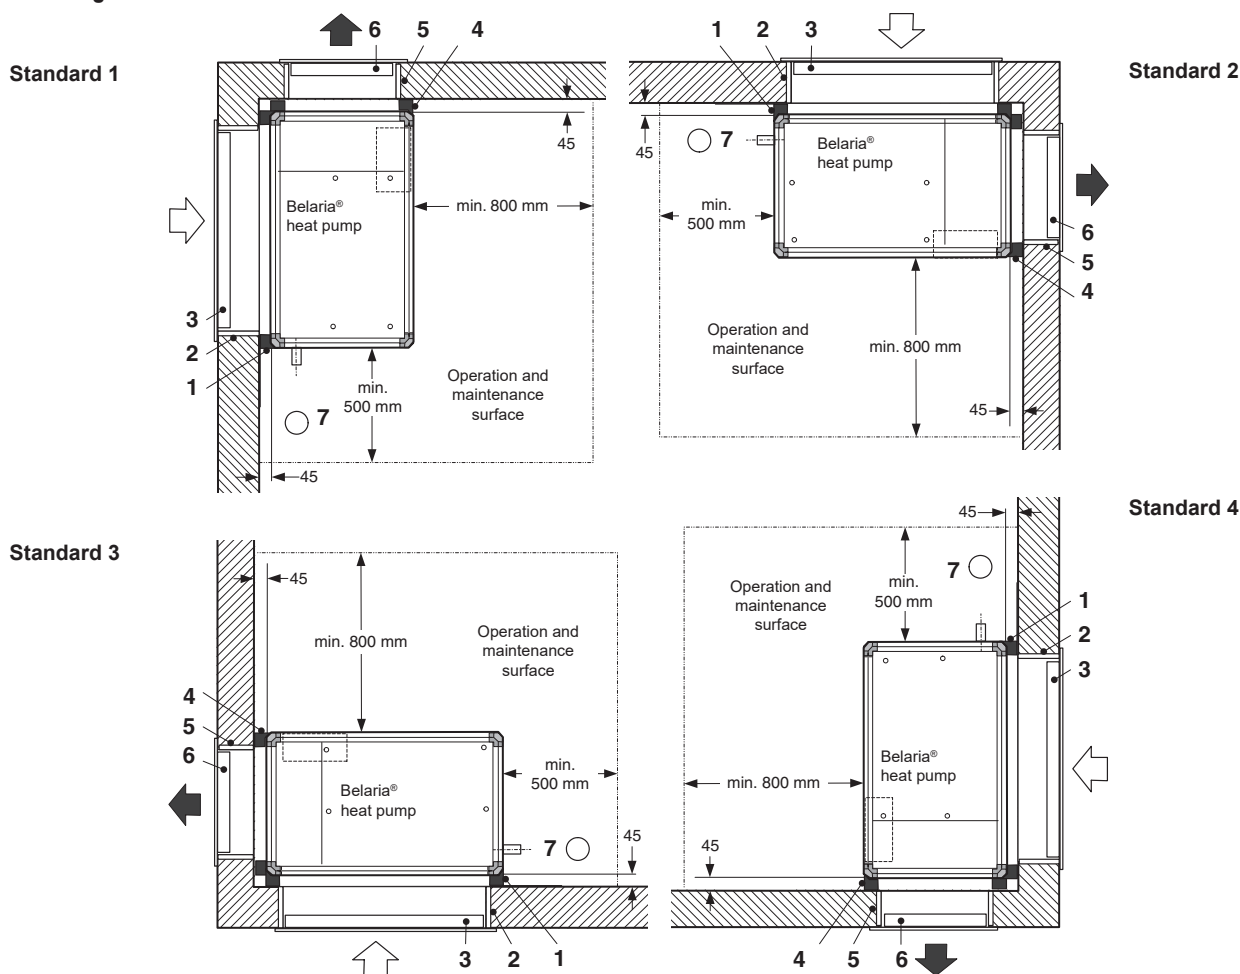 Standard 1
6
5
4
45
Belaria®
heat pump
min. 800 mm
3
2
1
min.
500 mm
7
Operation and
maintenance
surface
45
Standard 2
1
2
3
45
7
Belaria®
heat pump
min.
500 mm
6
5
4
Operation and
maintenance
surface
min. 800 mm
45
Standard 3
45
min. 800 mm
Operation and
maintenance
surface
4
5
6
Belaria®
heat pump
min.
500 mm
7
45
3
2
1
Standard 4
45
7
Operation and
maintenance
surface
min.
500 mm
1
2
3
min. 800 mm
Belaria®
heat pump
45
4
5
6